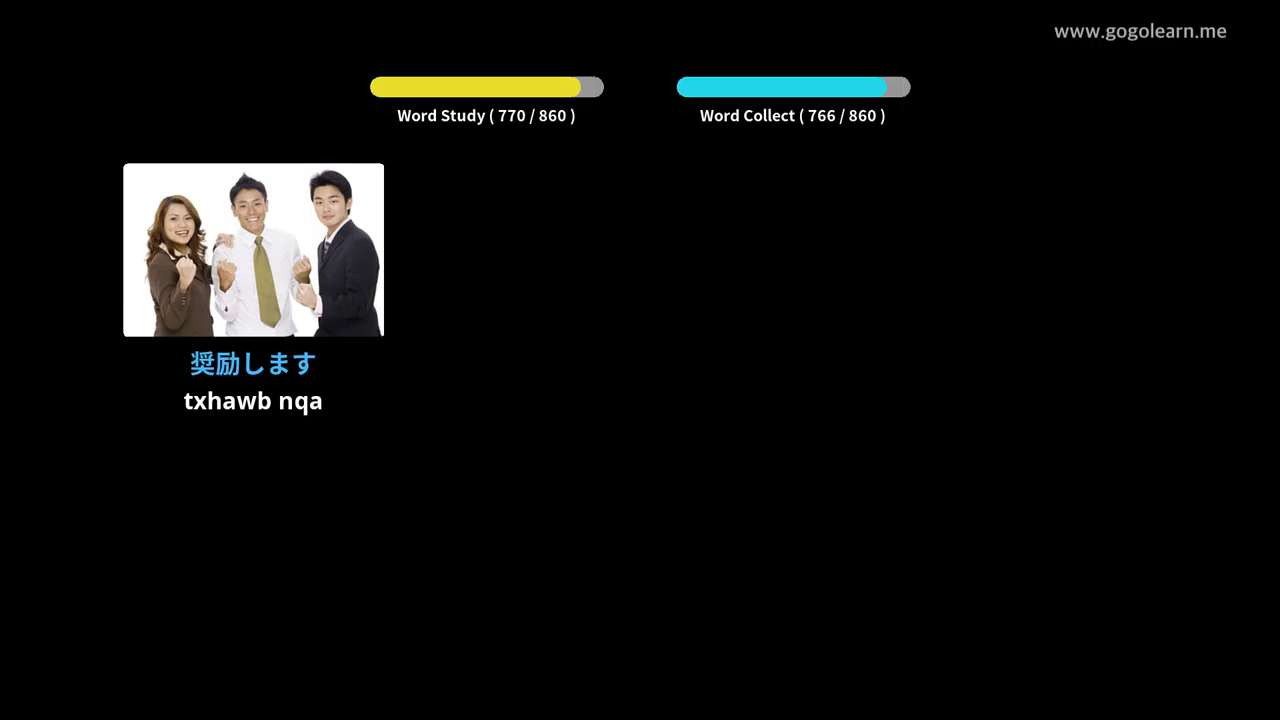 www.gogolearn.me
Word Study ( 770 / 860 )
Word Collect ( 766 / 860 )
奨励します
txhawb nqa